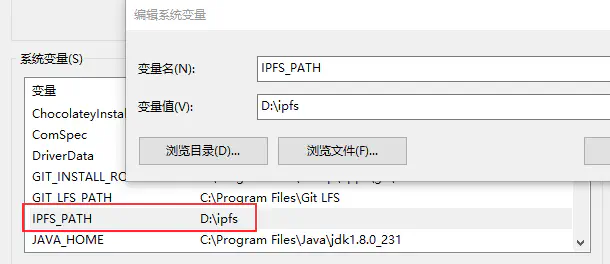 编辑系统变量
系统变量(S)
变量名(N):
IPFS_PATH
变量值(V):
D:\ipfs
浏览目录(D)...
浏览文件(F)...
变量
ChocolateyInstal
ComSpec
DriverData
GIT_INSTALL_RO
GIT_LFS_PATH C:\Program Files\Git LFS
IPFS_PATH D:\ipfs
JAVA_HOME C:\Program Files\Java\jdk1.8.0_231